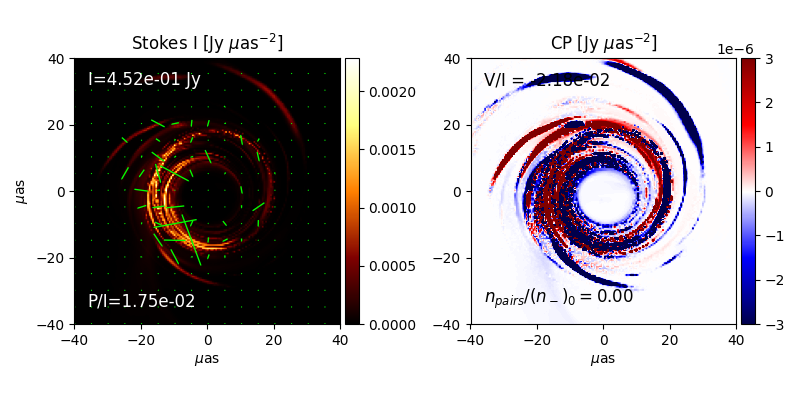 Stokes I [Jy μas⁻²]
I=4.52e-01 Jy
P/I=1.75e-02
40
20
0
−20
−40
μas
−40 −20 0 20 40
μas
0.0020
0.0015
0.0010
0.0005
0.0000
CP [Jy μas⁻²]
1e−6
V/I = -2.18e-02
n_pairs/(n_−)_0 = 0.00
40
20
0
−20
−40
−40 −20 0 20 40
μas
3
2
1
0
−1
−2
−3